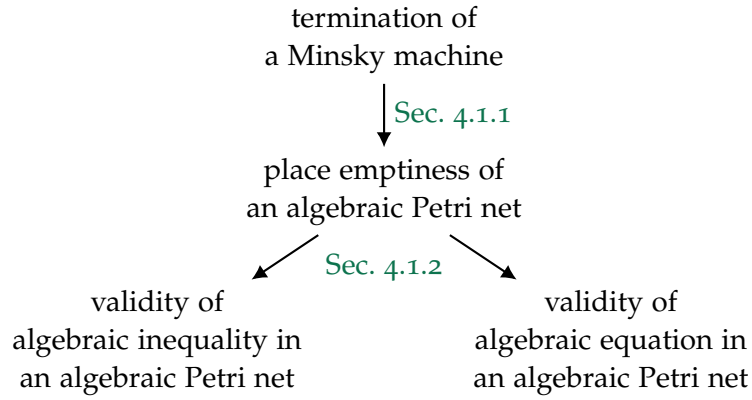 termination of
a Minsky machine
Sec. 4.1.1
place emptiness of
an algebraic Petri net
Sec. 4.1.2
validity of
algebraic inequality in
an algebraic Petri net
validity of
algebraic equation in
an algebraic Petri net